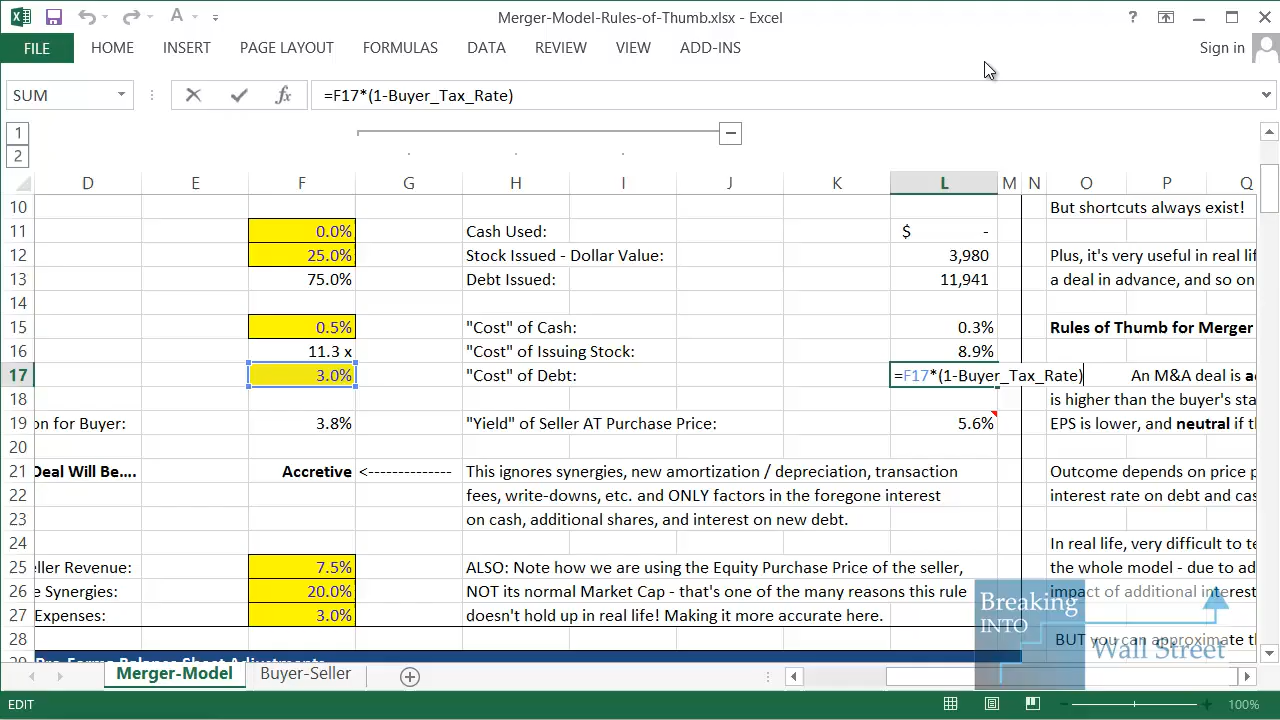 Merger-Model-Rules-of-Thumb.xlsx - Excel
FILE HOME INSERT PAGE LAYOUT FORMULAS DATA REVIEW VIEW ADD-INS Sign in
SUM =F17*(1-Buyer_Tax_Rate)
1
2
D E F G H I J K L M N O P Q
10 But shortcuts always exist!
11 0.0% Cash Used: $ -
12 25.0% Stock Issued - Dollar Value: 3,980 Plus, it's very useful in real lif
13 75.0% Debt Issued: 11,941 a deal in advance, and so on
14
15 0.5% "Cost" of Cash: 0.3% Rules of Thumb for Merger
16 11.3 x "Cost" of Issuing Stock: 8.9%
17 3.0% "Cost" of Debt: =F17*(1-Buyer_Tax_Rate) An M&A deal is a
18 is higher than the buyer's sta
19 on for Buyer: 3.8% "Yield" of Seller AT Purchase Price: 5.6% EPS is lower, and neutral if th
20
21 Deal Will Be.... Accretive <-------------- This ignores synergies, new amortization / depreciation, transaction Outcome depends on price p
22 fees, write-downs, etc. and ONLY factors in the foregone interest interest rate on debt and cas
23 on cash, additional shares, and interest on new debt.
24 In real life, very difficult to te
25 eller Revenue: 7.5% ALSO: Note how we are using the Equity Purchase Price of the seller, the whole model - due to ad
26 e Synergies: 20.0% NOT its normal Market Cap - that's one of the many reasons this rule impact of additional interest
27 Expenses: 3.0% doesn't hold up in real life! Making it more accurate here.
28 BUT you can approximate th
29 Pro-Forma Balance Sheet Adjustments
Breaking
INTO
Wall Street
Merger-Model Buyer-Seller
EDIT 100%